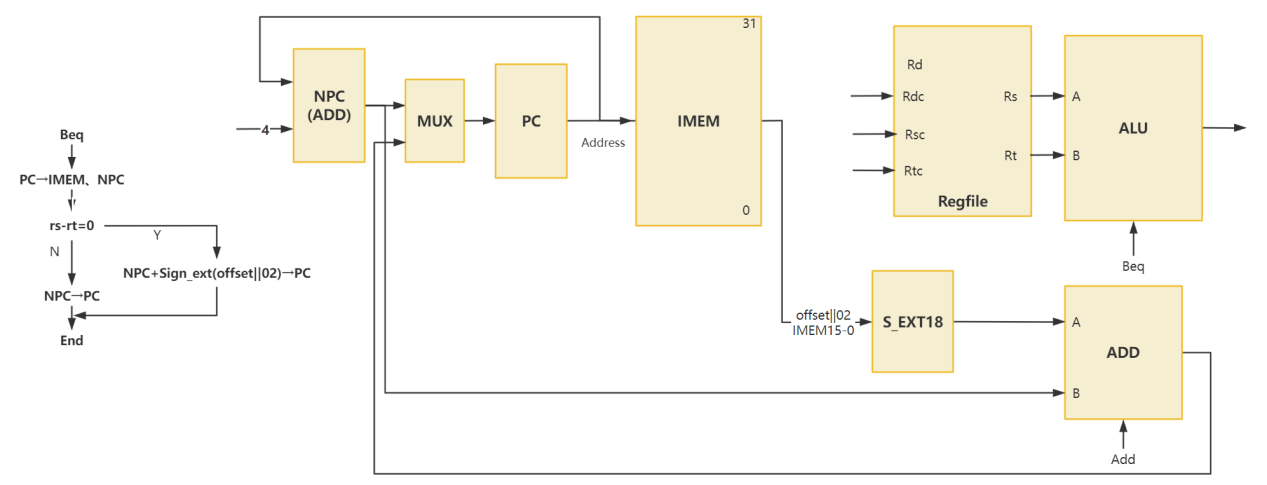 Beq
PC→IMEM、NPC
rs-rt=0
Y
N
NPC+Sign_ext(offset||02)→PC
NPC→PC
End
NPC
(ADD)
4
MUX
PC
Address
31
IMEM
0
Rd
Rdc
Rsc
Rtc
Rs
Rt
Regfile
A
B
ALU
Beq
offset||02
IMEM15-0
S_EXT18
A
B
ADD
Add